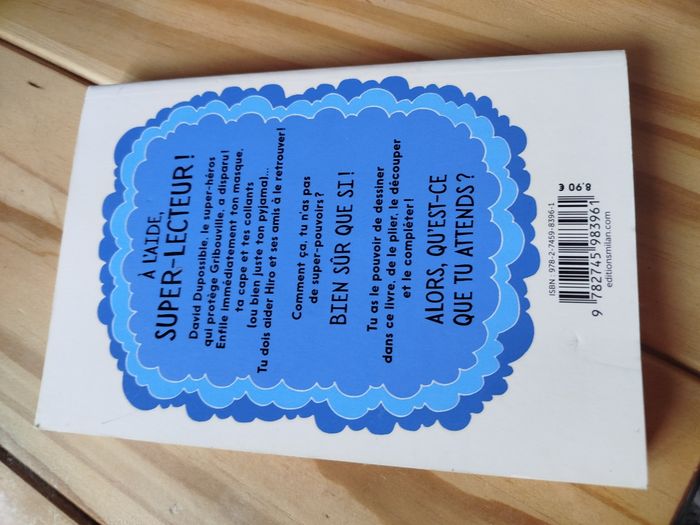 À L'AIDE,
SUPER-LECTEUR !
David Dupossible, le super-héros
qui protège Gribouville, a disparu !
Enfile immédiatement ton masque,
ta cape et tes collants
(ou bien juste ton pyjama)...
Tu dois aider Hiro et ses amis à le retrouver !
Comment ça, tu n'as pas
de super-pouvoirs ?
BIEN SÛR QUE SI !
Tu as le pouvoir de dessiner
dans ce livre, de le plier, le découper
et le compléter !
ALORS, QU'EST-CE
QUE TU ATTENDS ?
8,90 €
ISBN : 978-2-7459-8396-1
9 782745 983961
editionsmilan.com